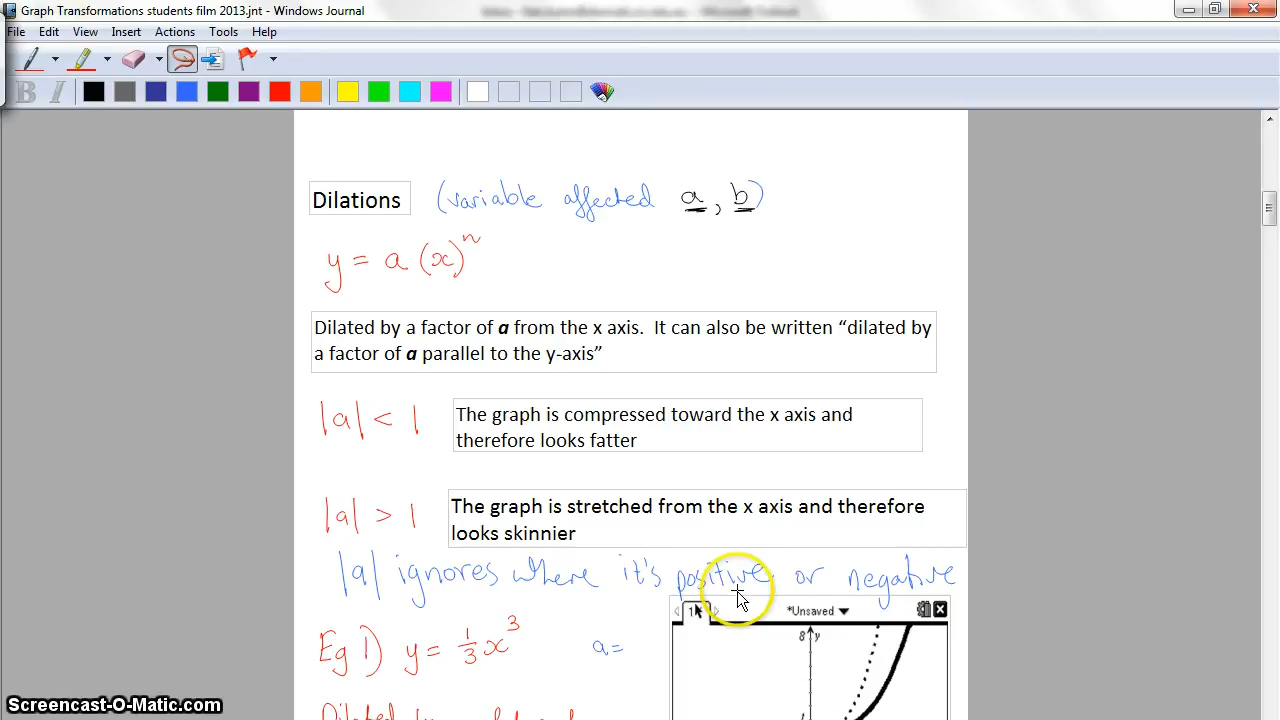 Graph Transformations students film 2013.jnt - Windows Journal
File Edit View Insert Actions Tools Help
B I
Dilations (variable affected a, b)
y = a (x)^n
Dilated by a factor of a from the x axis. It can also be written “dilated by
a factor of a parallel to the y-axis”
|a| < 1 The graph is compressed toward the x axis and
therefore looks fatter
|a| > 1 The graph is stretched from the x axis and therefore
looks skinnier
|a| ignores where it's positive or negative
1 *Unsaved
Eg 1) y = 1/3 x^3 a=
8 y
Dilated by
Screencast-O-Matic.com